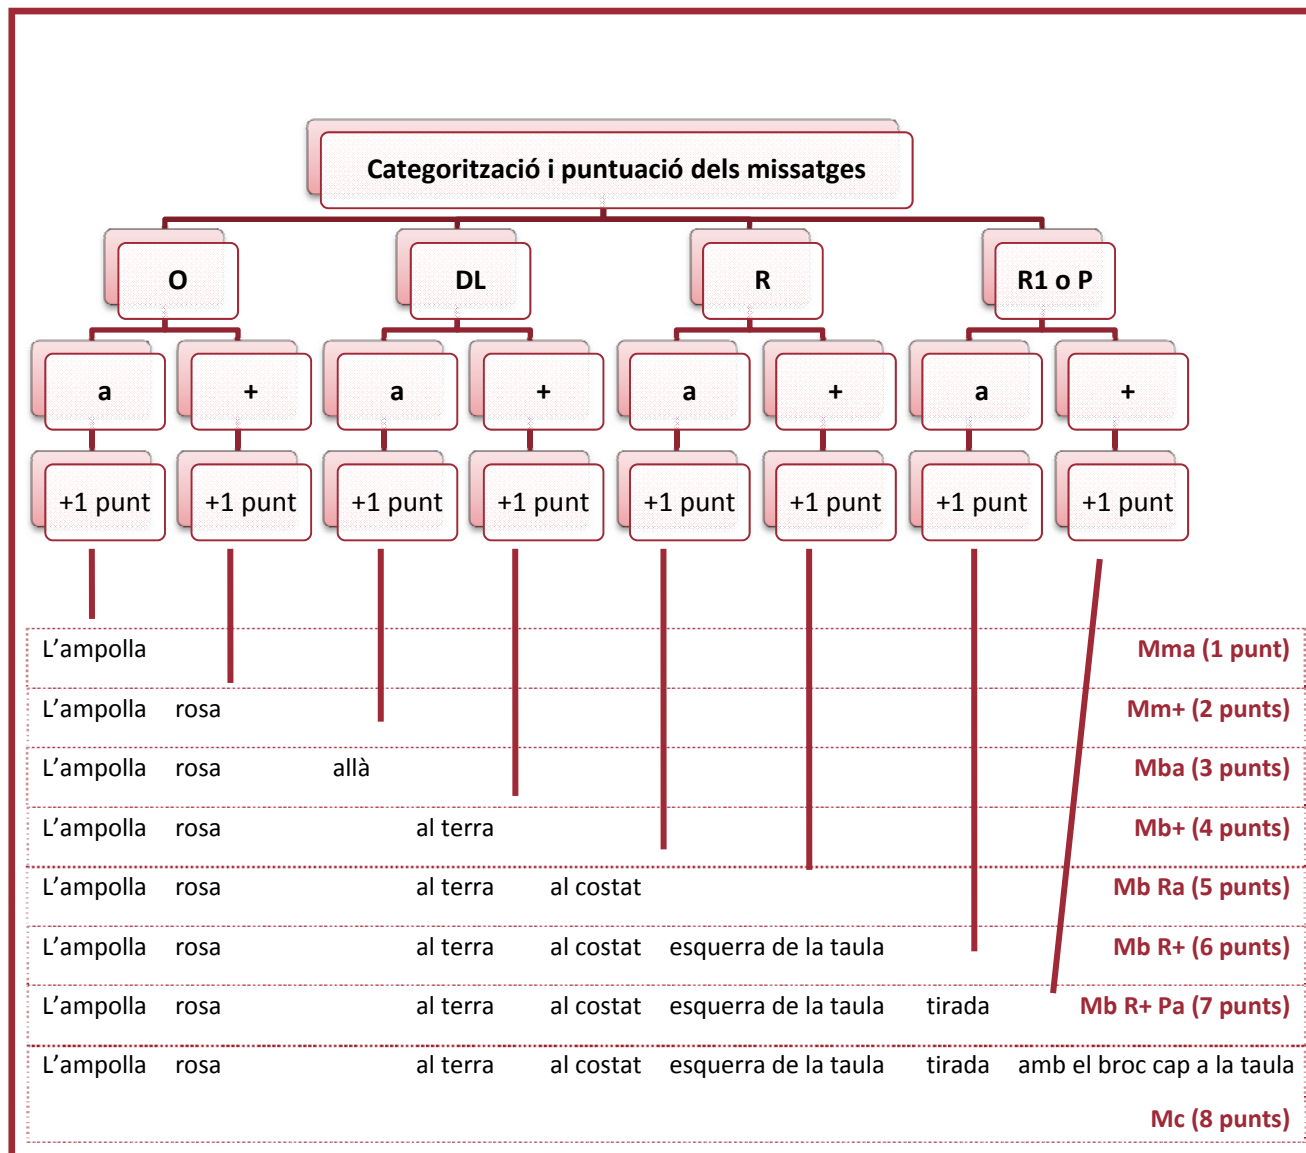 Categorització i puntuació dels missatges
O DL R R1 o P
a + a + a + a +
+1 punt +1 punt +1 punt +1 punt +1 punt +1 punt +1 punt +1 punt
L’ampolla Mma (1 punt)
L’ampolla rosa Mm+ (2 punts)
L’ampolla rosa allà Mba (3 punts)
L’ampolla rosa al terra Mb+ (4 punts)
L’ampolla rosa al terra al costat Mb Ra (5 punts)
L’ampolla rosa al terra al costat esquerra de la taula Mb R+ (6 punts)
L’ampolla rosa al terra al costat esquerra de la taula tirada Mb R+ Pa (7 punts)
L’ampolla rosa al terra al costat esquerra de la taula tirada amb el broc cap a la taula
Mc (8 punts)